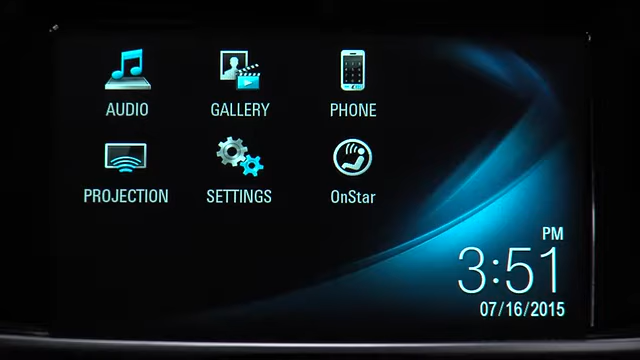 AUDIO GALLERY PHONE
PROJECTION SETTINGS OnStar
PM
3:51
07/16/2015